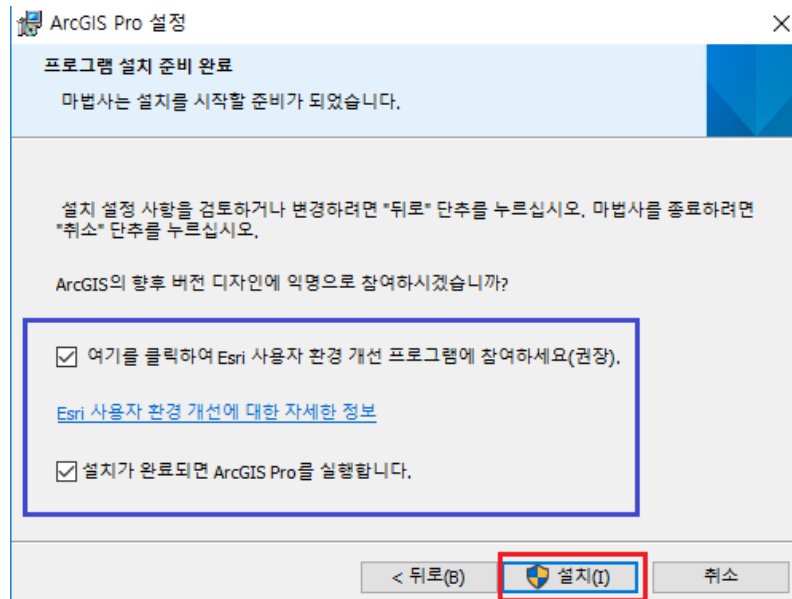 ArcGIS Pro 설정
프로그램 설치 준비 완료
마법사는 설치를 시작할 준비가 되었습니다.
설치 설정 사항을 검토하거나 변경하려면 "뒤로" 단추를 누르십시오. 마법사를 종료하려면
"취소" 단추를 누르십시오.
ArcGIS의 향후 버전 디자인에 익명으로 참여하시겠습니까?
여기를 클릭하여 Esri 사용자 환경 개선 프로그램에 참여하세요(권장).
Esri 사용자 환경 개선에 대한 자세한 정보
설치가 완료되면 ArcGIS Pro를 실행합니다.
< 뒤로(B) 설치(I) 취소